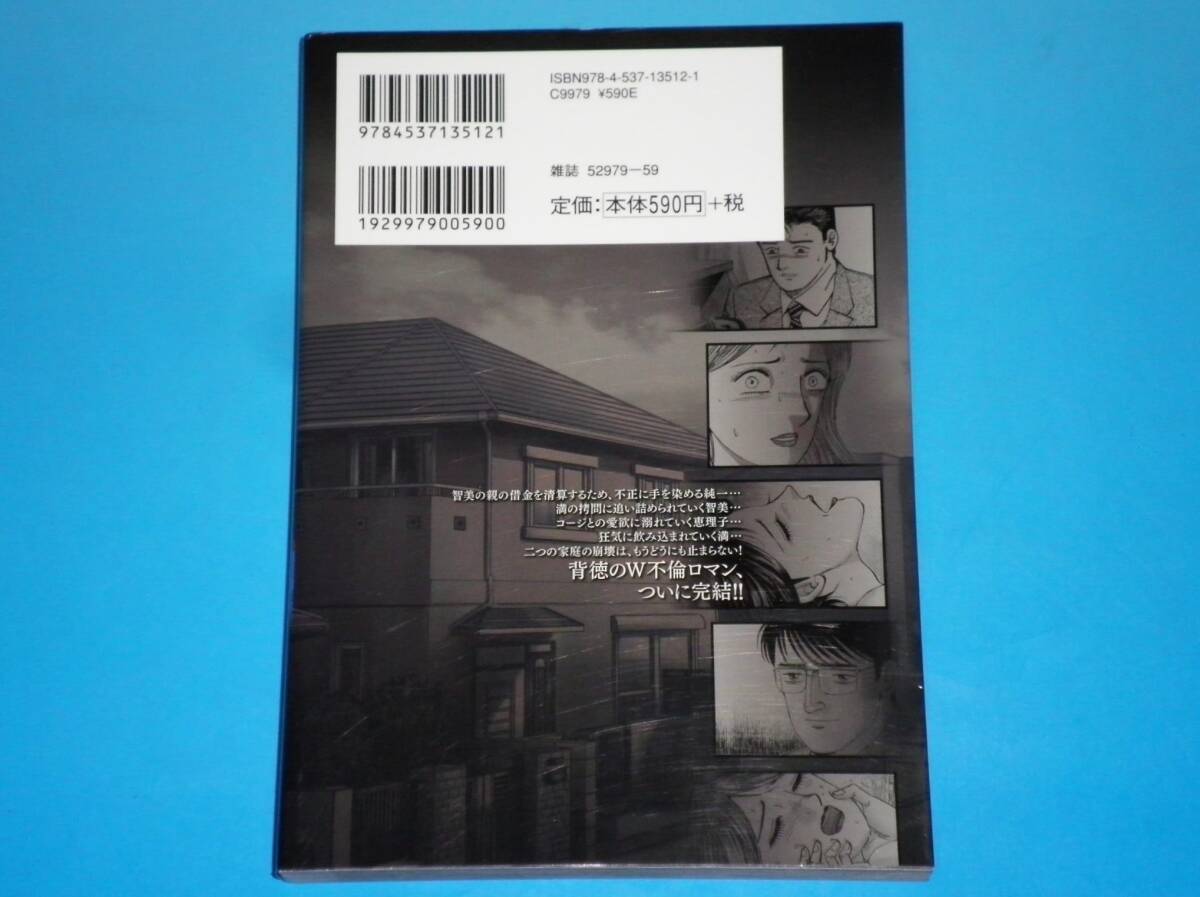 ISBN978-4-537-13512-1
C9979 ¥590E
9784537135121
雑誌 52979-59
定価:本体590円+税
1929979005900
智美の親の借金を清算するため、不正に手を染める純一…
満の拷問に追い詰められていく智美…
コージとの愛欲に溺れていく恵理子…
狂気に飲み込まれていく満…
二つの家庭の崩壊は、もうどうにも止まらない!
背徳のW不倫ロマン、
ついに完結!!